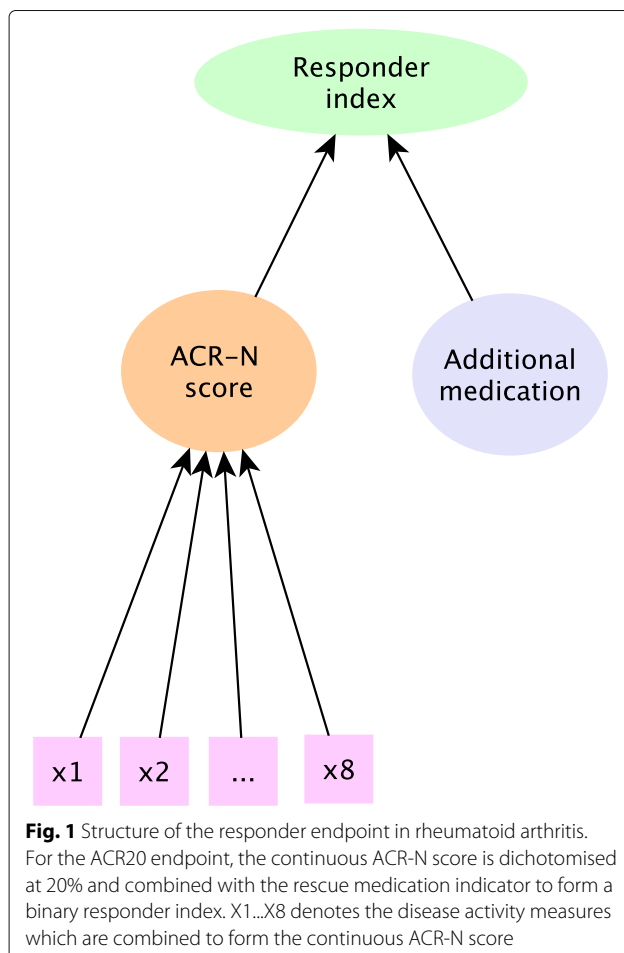 Responder
index
ACR–N
score
Additional
medication
x1 x2 ... x8
Fig. 1 Structure of the responder endpoint in rheumatoid arthritis.
For the ACR20 endpoint, the continuous ACR-N score is dichotomised
at 20% and combined with the rescue medication indicator to form a
binary responder index. X1...X8 denotes the disease activity measures
which are combined to form the continuous ACR-N score